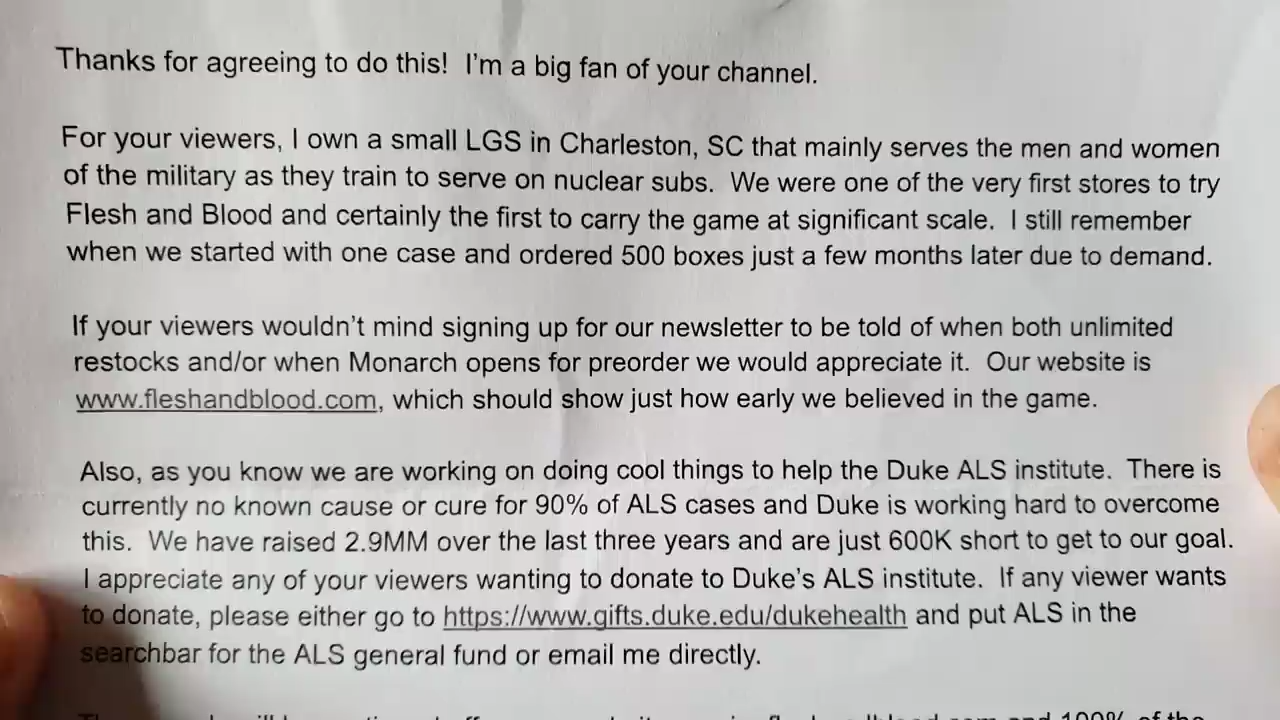 Thanks for agreeing to do this!  I'm a big fan of your channel.
For your viewers, I own a small LGS in Charleston, SC that mainly serves the men and women
of the military as they train to serve on nuclear subs.  We were one of the very first stores to try
Flesh and Blood and certainly the first to carry the game at significant scale.  I still remember
when we started with one case and ordered 500 boxes just a few months later due to demand.
If your viewers wouldn't mind signing up for our newsletter to be told of when both unlimited
restocks and/or when Monarch opens for preorder we would appreciate it.  Our website is
www.fleshandblood.com, which should show just how early we believed in the game.
Also, as you know we are working on doing cool things to help the Duke ALS institute.  There is
currently no known cause or cure for 90% of ALS cases and Duke is working hard to overcome
this.  We have raised 2.9MM over the last three years and are just 600K short to get to our goal.
I appreciate any of your viewers wanting to donate to Duke's ALS institute.  If any viewer wants
to donate, please either go to https://www.gifts.duke.edu/dukehealth and put ALS in the
searchbar for the ALS general fund or email me directly.
100% of the